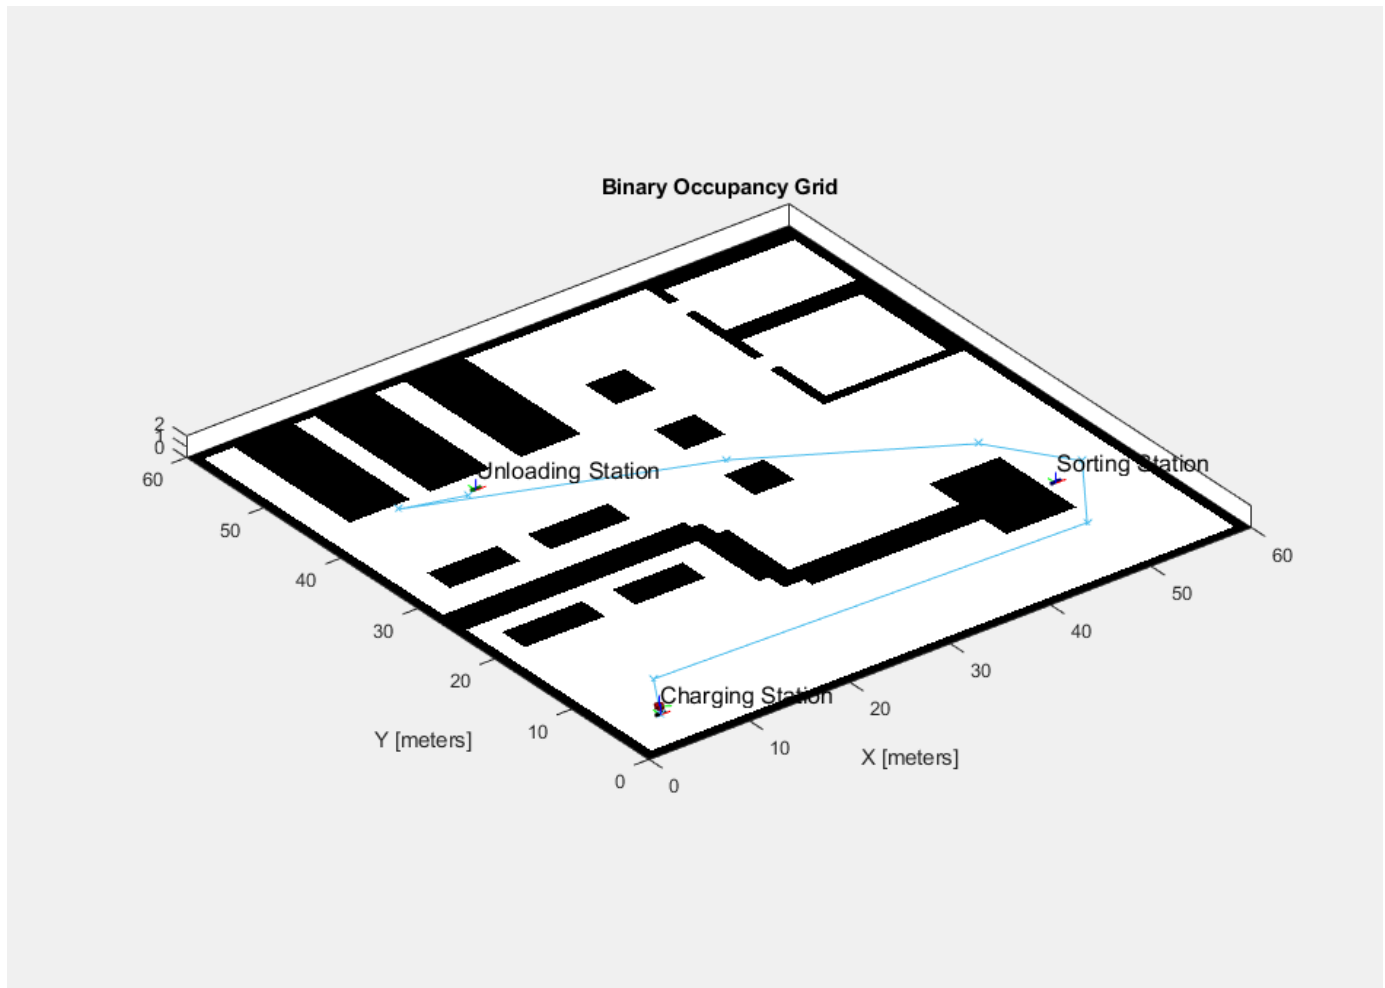 Binary Occupancy Grid
2
1
0
60
50
40
30
20
10
0
Y [meters]
Unloading Station
Sorting Station
Charging Station
0
10
20
30
40
50
60
X [meters]